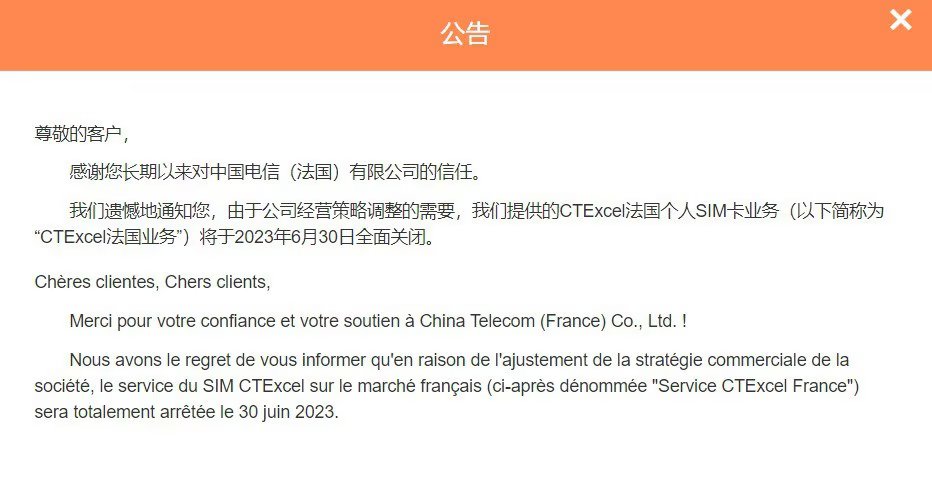 公告
尊敬的客户，
感谢您长期以来对中国电信（法国）有限公司的信任。
我们遗憾地通知您，由于公司经营策略调整的需要，我们提供的CTExcel法国个人SIM卡业务（以下简称为
“CTExcel法国业务”）将于2023年6月30日全面关闭。
Chères clientes, Chers clients,
Merci pour votre confiance et votre soutien à China Telecom (France) Co., Ltd. !
Nous avons le regret de vous informer qu'en raison de l'ajustement de la stratégie commerciale de la
société, le service du SIM CTExcel sur le marché français (ci-après dénommée "Service CTExcel France")
sera totalement arrêtée le 30 juin 2023.